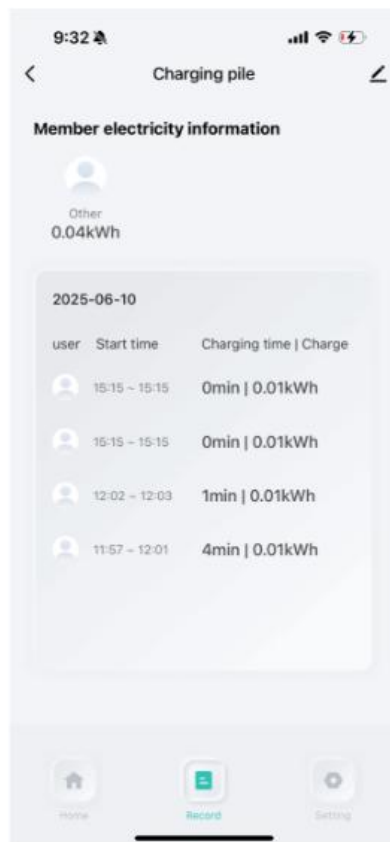 9:32
Charging pile
Member electricity information
Other
0.04kWh
2025-06-10
user Start time Charging time | Charge
15:15 ~ 15:15 0min | 0.01kWh
15:15 ~ 15:15 0min | 0.01kWh
12:02 ~ 12:03 1min | 0.01kWh
11:57 ~ 12:01 4min | 0.01kWh
Home Record Setting